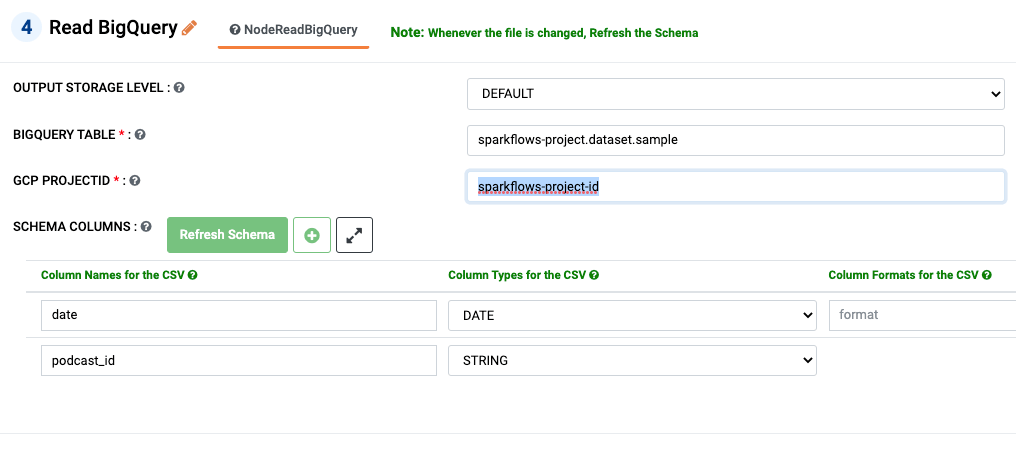 4 Read BigQuery NodeReadBigQuery Note: Whenever the file is changed, Refresh the Schema
OUTPUT STORAGE LEVEL : DEFAULT
BIGQUERY TABLE * : sparkflows-project.dataset.sample
GCP PROJECTID * : sparkflows-project-id
SCHEMA COLUMNS : Refresh Schema
Column Names for the CSV Column Types for the CSV Column Formats for the CSV
date DATE format
podcast_id STRING